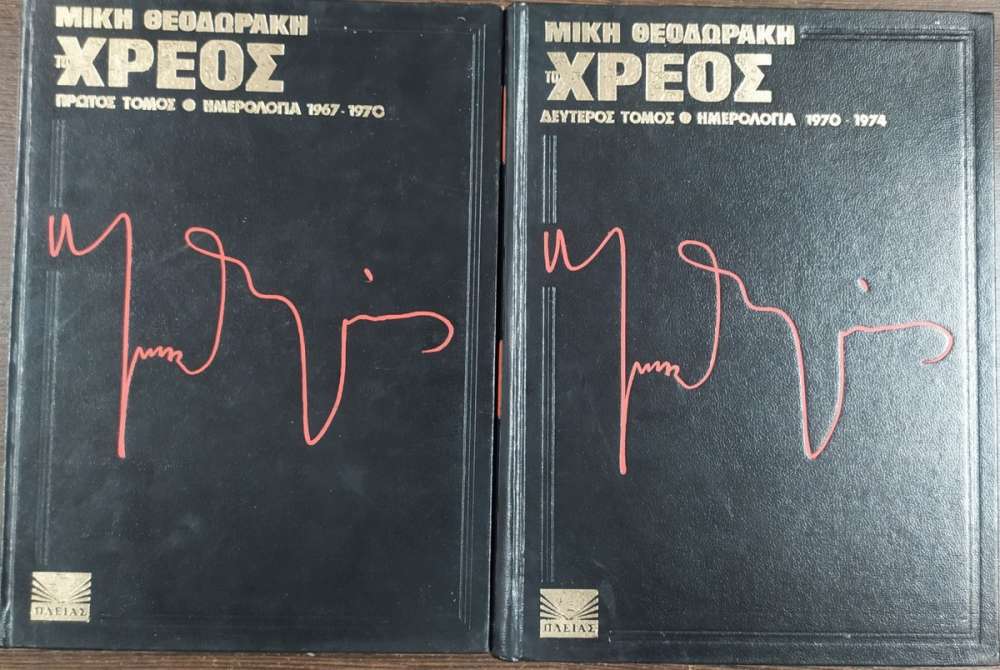 ΜΙΚΗ ΘΕΟΔΩΡΑΚΗ
ΤΟ ΧΡΕΟΣ
ΠΡΩΤΟΣ ΤΟΜΟΣ • ΗΜΕΡΟΛΟΓΙΑ 1967-1970
ΠΛΕΙΑΣ
ΜΙΚΗ ΘΕΟΔΩΡΑΚΗ
ΤΟ ΧΡΕΟΣ
ΔΕΥΤΕΡΟΣ ΤΟΜΟΣ • ΗΜΕΡΟΛΟΓΙΑ 1970-1974
ΠΛΕΙΑΣ